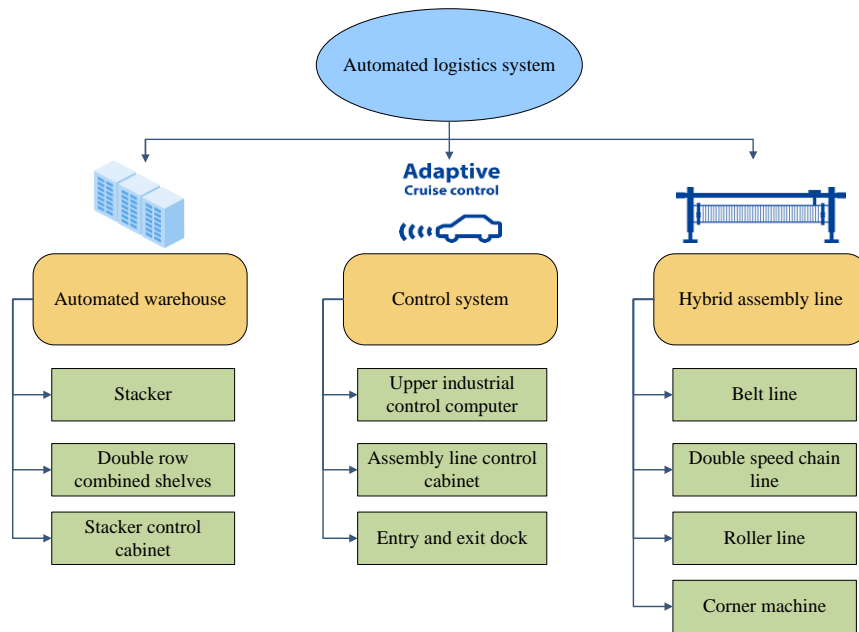 Automated logistics system
Adaptive
Cruise control
Automated warehouse
Control system
Hybrid assembly line
Stacker
Upper industrial
control computer
Belt line
Double row
combined shelves
Assembly line control
cabinet
Double speed chain
line
Stacker control
cabinet
Entry and exit dock
Roller line
Corner machine